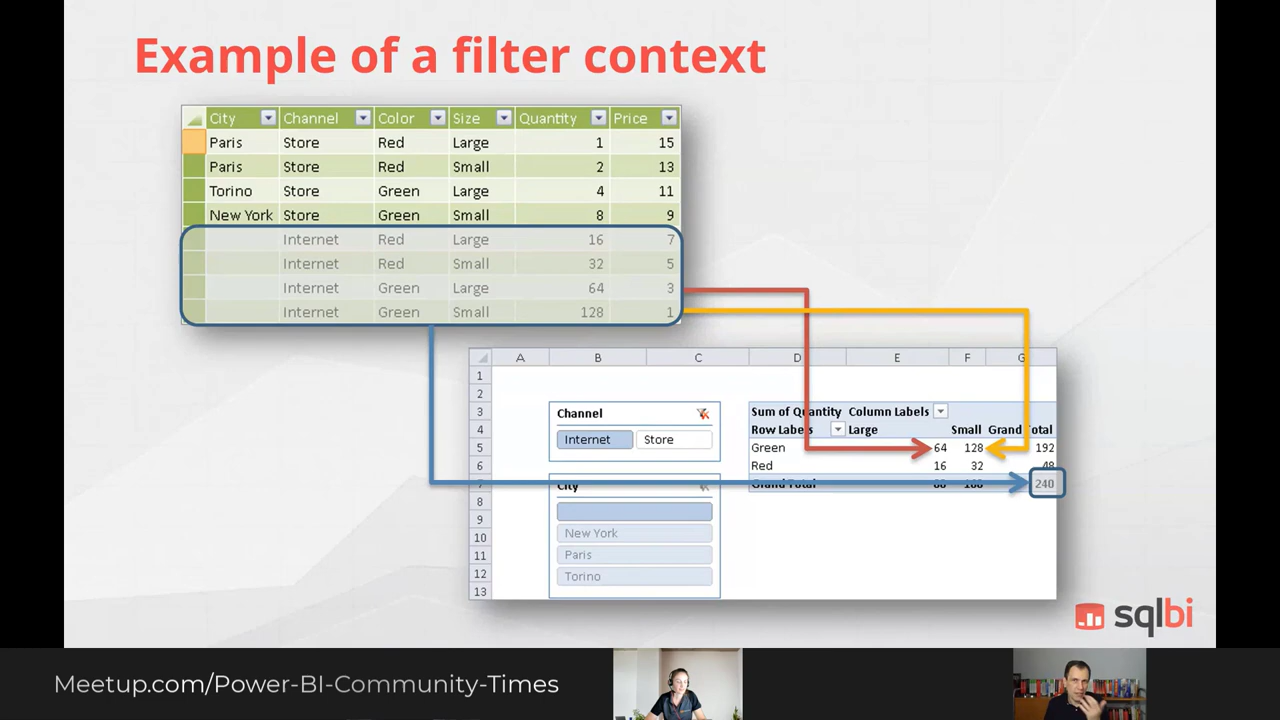 Example of a filter context
City Channel Color Size Quantity Price
Paris Store Red Large 1 15
Paris Store Red Small 2 13
Torino Store Green Large 4 11
New York Store Green Small 8 9
Internet Red Large 16 7
Internet Red Small 32 5
Internet Green Large 64 3
Internet Green Small 128 1
A B C D E F G
1
2
3 Channel Sum of Quantity Column Labels
4 Internet Store Row Labels Large Small Grand Total
5 Green 64 128 192
6 Red 16 32 48
7 City Grand Total 240
8
9 New York
10
11 Paris
12 Torino
13
sqlbi
Meetup.com/Power-BI-Community-Times